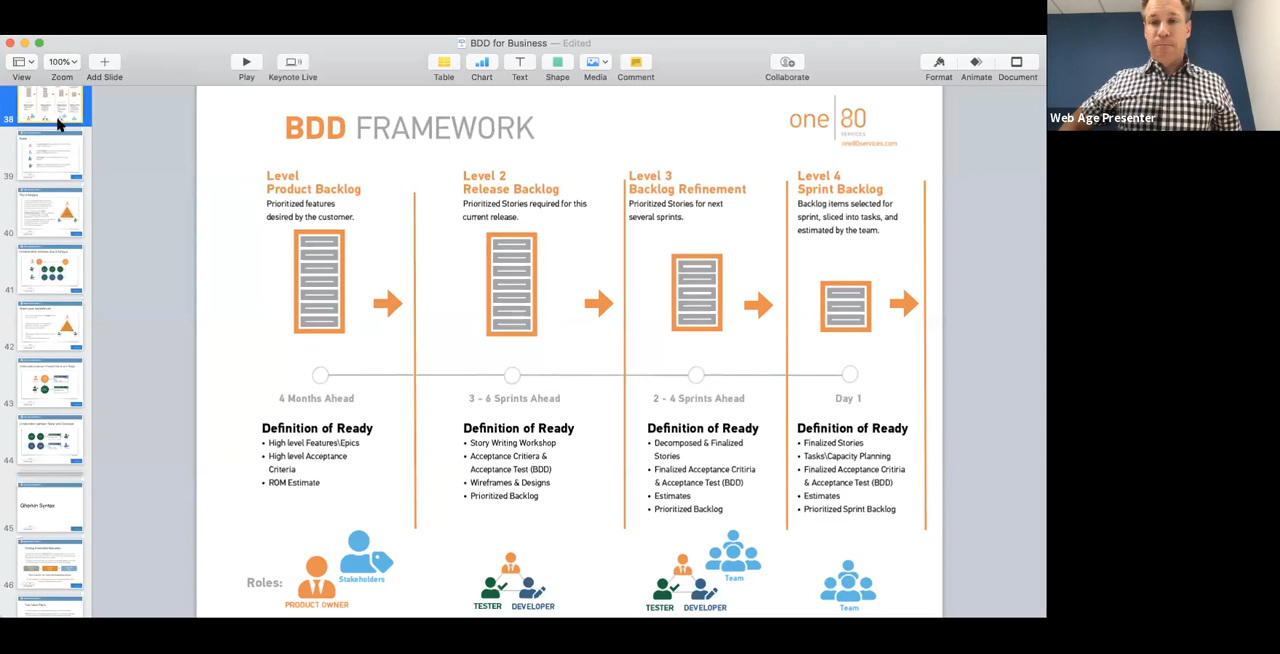 BDD for Business — Edited
View
100%
Zoom
Add Slide
Play
Keynote Live
Table
Chart
Text
Shape
Media
Comment
Collaborate
Format
Animate
Document
Web Age Presenter
38
39
40
41
42
43
44
45
46
Gherkin Syntax
BDD FRAMEWORK
one 80
SERVICES
one80services.com
Level
Product Backlog
Prioritized features
desired by the customer.
Level 2
Release Backlog
Prioritized Stories required for this
current release.
Level 3
Backlog Refinement
Prioritized Stories for next
several sprints.
Level 4
Sprint Backlog
Backlog items selected for
sprint, sliced into tasks, and
estimated by the team.
4 Months Ahead
3 - 6 Sprints Ahead
2 - 4 Sprints Ahead
Day 1
Definition of Ready
• High level Features\Epics
• High level Acceptance
Criteria
• ROM Estimate
Definition of Ready
• Story Writing Workshop
• Acceptance Critiera &
Acceptance Test (BDD)
• Wireframes & Designs
• Prioritized Backlog
Definition of Ready
• Decomposed & Finalized
Stories
• Finalized Acceptance Critiria
& Acceptance Test (BDD)
• Estimates
• Prioritized Backlog
Definition of Ready
• Finalized Stories
• Tasks\Capacity Planning
• Finalized Acceptance Critiria
& Acceptance Test (BDD)
• Estimates
• Prioritized Sprint Backlog
Roles:
PRODUCT OWNER
Stakeholders
TESTER
DEVELOPER
TESTER
DEVELOPER
Team
Team